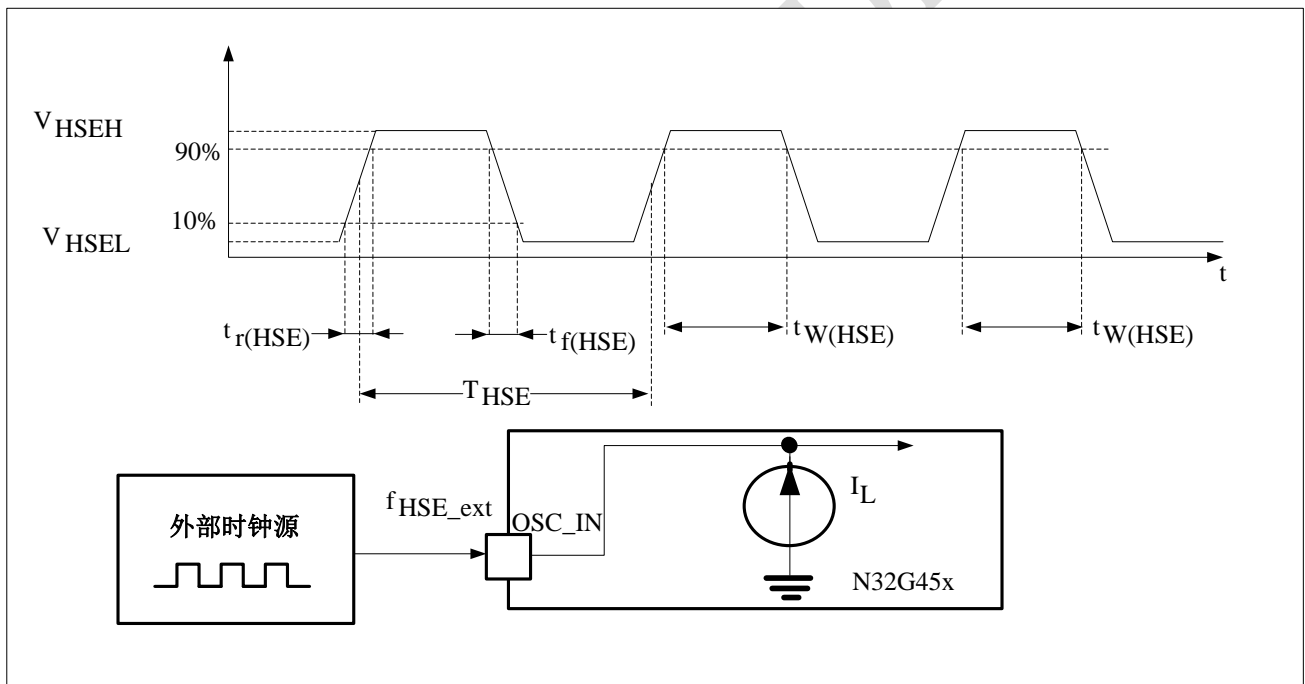 V HSEH
90%
10%
V HSEL
t
t r(HSE)
t f(HSE)
t W(HSE)
t W(HSE)
T HSE
外部时钟源
f HSE_ext
OSC_IN
I L
N32G45x